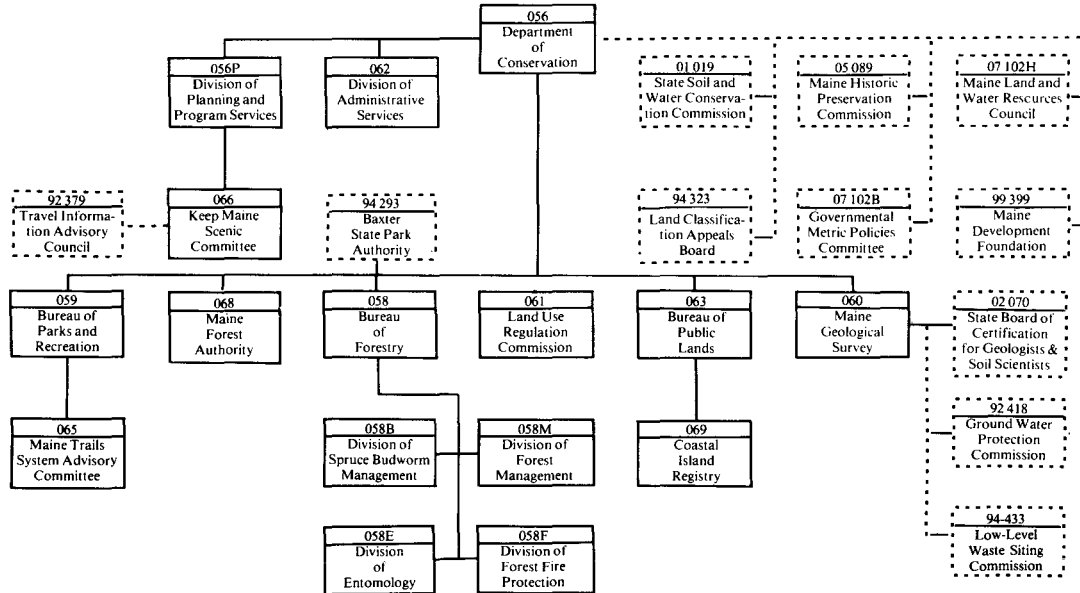 056
Department
of
Conservation
056P
Division of
Planning and
Program Services
062
Division of
Administrative
Services
01 019
State Soil and
Water Conserva-
tion Commission
05 089
Maine Historic
Preservation
Commission
07 102H
Maine Land and
Water Rescurces
Council
92 379
Travel Informa-
tion Advisory
Council
066
Keep Maine
Scenic
Committee
94 293
Baxter
State Park
Authority
94 323
Land Classifica-
tion Appeals
Board
07 102B
Governmental
Metric Policies
Committee
99 399
Maine
Development
Foundation
059
Bureau of
Parks and
Recreation
068
Maine
Forest
Authority
058
Bureau
of
Forestry
061
Land Use
Regulation
Commission
063
Bureau of
Public
Lands
060
Maine
Geological
Survey
02 070
State Board of
Certification
for Geologists &
Soil Scientists
065
Maine Trails
System Advisory
Committee
058B
Division of
Spruce Budworm
Management
058M
Division of
Forest
Management
069
Coastal
Island
Registry
92 418
Ground Water
Protection
Commission
058E
Division
of
Entomology
058F
Division of
Forest Fire
Protection
94-433
Low-Level
Waste Siting
Commission